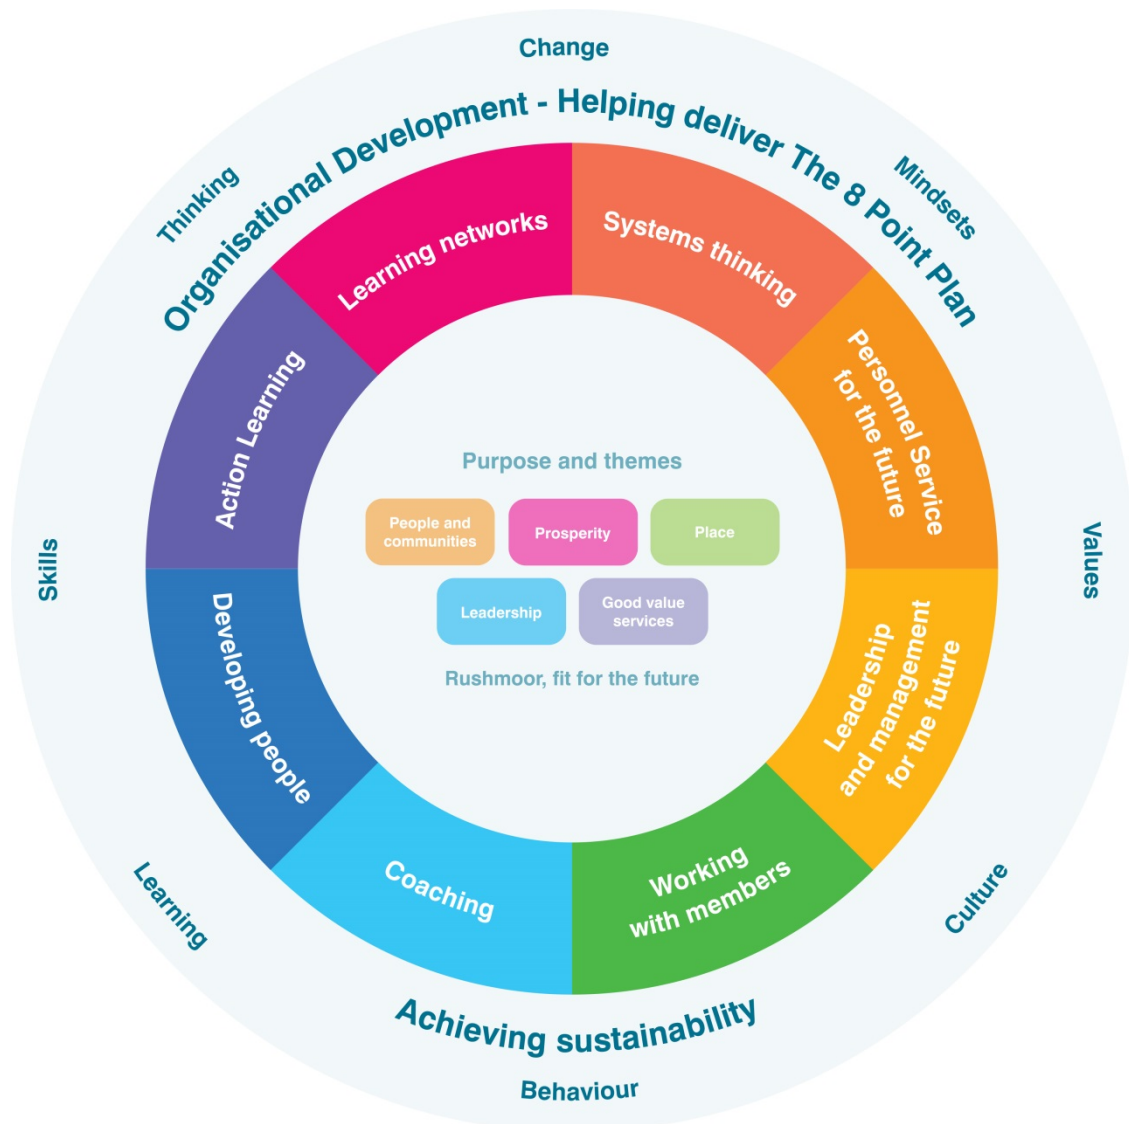 Change
Mindsets
Values
Culture
Behaviour
Learning
Skills
Thinking
Organisational Development - Helping deliver The 8 Point Plan
Systems thinking
Personnel Service
for the future
Leadership
and management
for the future
Working
with members
Coaching
Developing people
Action Learning
Learning networks
Purpose and themes
People and
communities
Prosperity
Place
Leadership
Good value
services
Rushmoor, fit for the future
Achieving sustainability